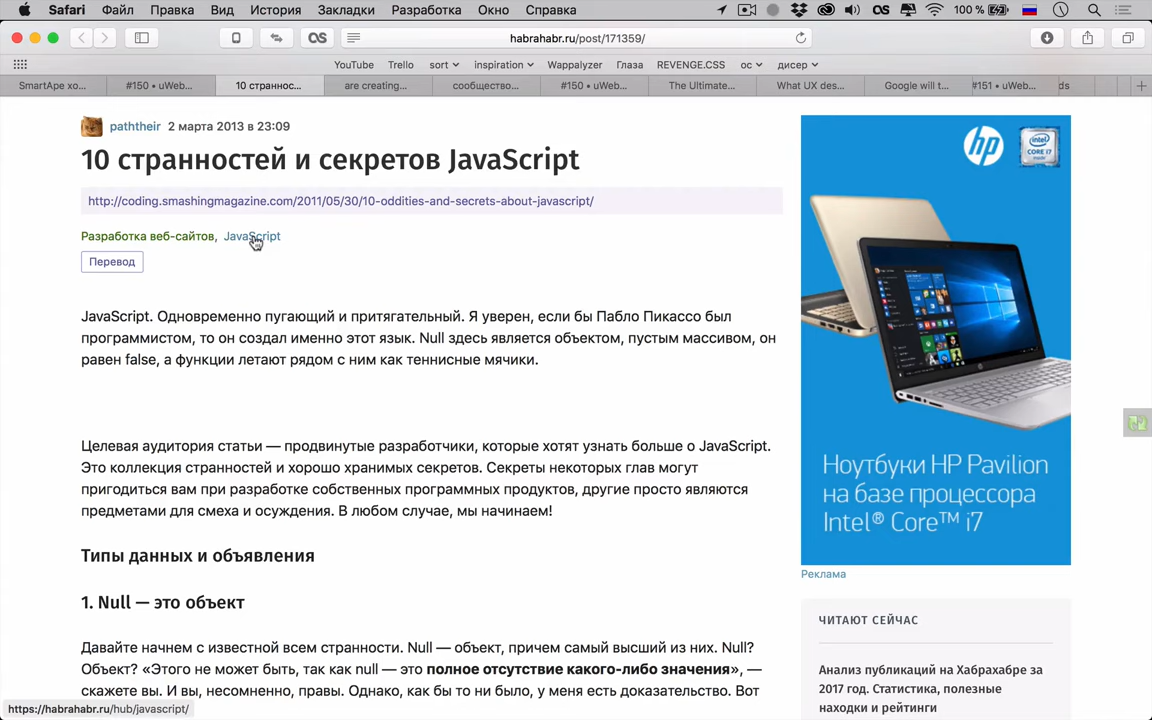 Safari Файл Правка Вид История Закладки Разработка Окно Справка
100 %
habrahabr.ru/post/171359/
YouTube Trello sort inspiration Wappalyzer Глаза REVENGE.CSS ос дисер
SmartApe хо... #150 • uWeb... 10 страннос... are creating... сообщество... #150 • uWeb... The Ultimate... What UX des... Google will t... #151 • uWeb... ds
paththeir 2 марта 2013 в 23:09
10 странностей и секретов JavaScript
http://coding.smashingmagazine.com/2011/05/30/10-oddities-and-secrets-about-javascript/
Разработка веб-сайтов, JavaScript
Перевод
JavaScript. Одновременно пугающий и притягательный. Я уверен, если бы Пабло Пикассо был
программистом, то он создал именно этот язык. Null здесь является объектом, пустым массивом, он
равен false, а функции летают рядом с ним как теннисные мячики.
Целевая аудитория статьи — продвинутые разработчики, которые хотят узнать больше о JavaScript.
Это коллекция странностей и хорошо хранимых секретов. Секреты некоторых глав могут
пригодиться вам при разработке собственных программных продуктов, другие просто являются
предметами для смеха и осуждения. В любом случае, мы начинаем!
Типы данных и объявления
1. Null — это объект
Давайте начнем с известной всем странности. Null — объект, причем самый высший из них. Null?
Объект? «Этого не может быть, так как null — это полное отсутствие какого-либо значения», —
скажете вы. И вы, несомненно, правы. Однако, как бы то ни было, у меня есть доказательство. Вот
https://habrahabr.ru/hub/javascript/
hp
intel
CORE i7
Ноутбуки HP Pavilion
на базе процессора
Intel® Core™ i7
Реклама
ЧИТАЮТ СЕЙЧАС
Анализ публикаций на Хабрахабре за
2017 год. Статистика, полезные
находки и рейтинги